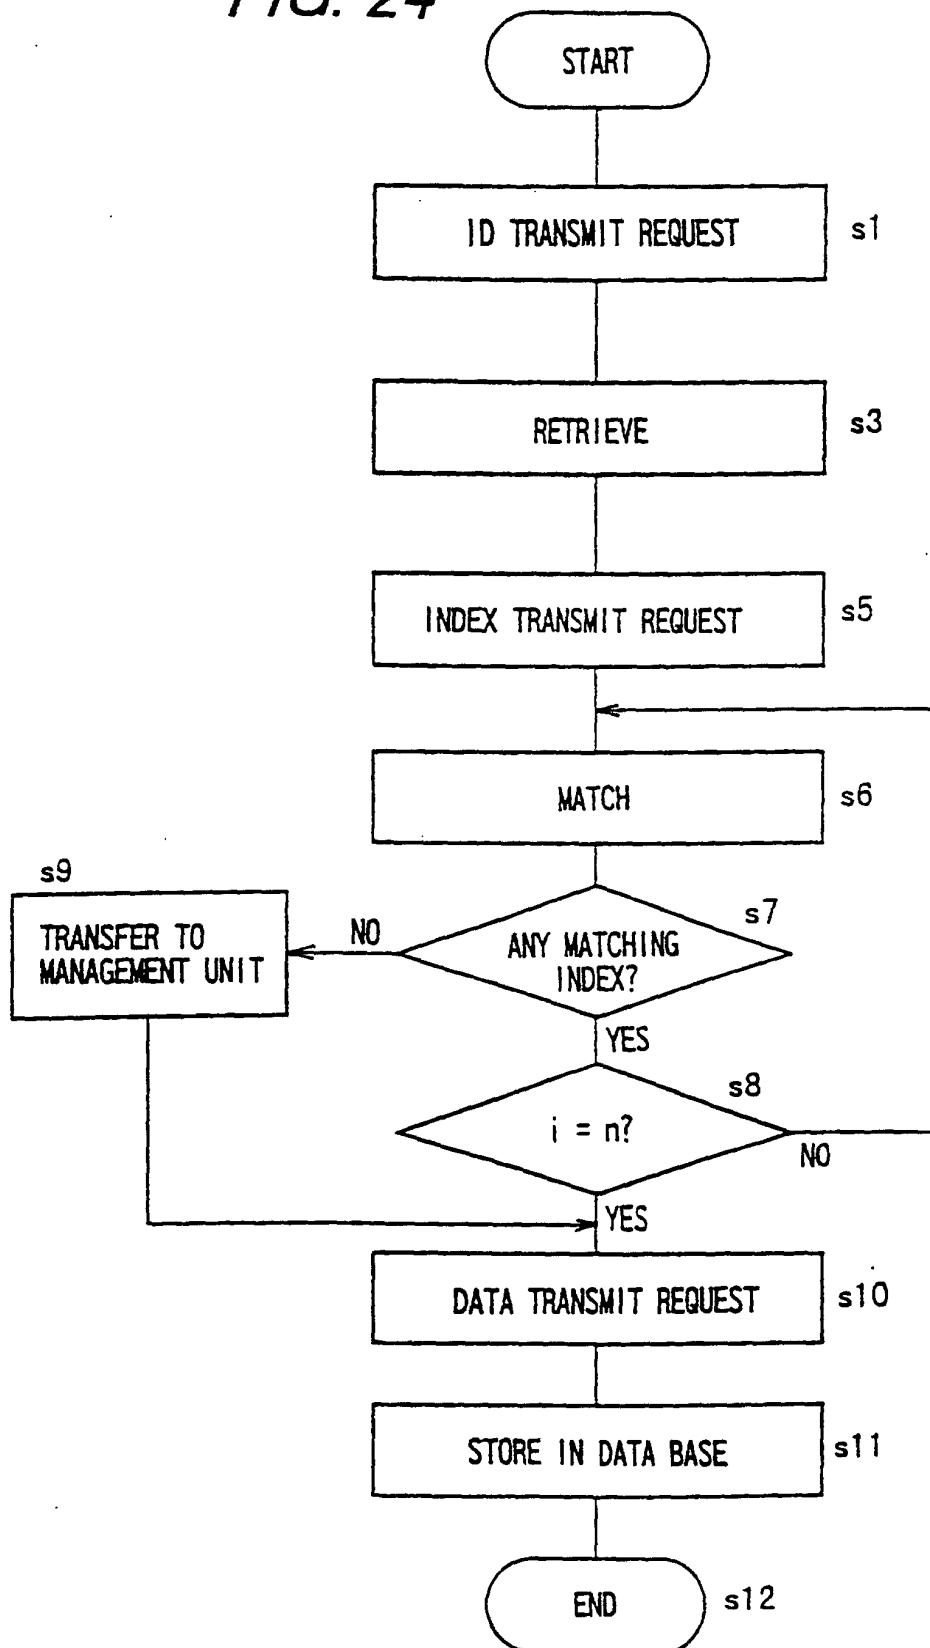 FIG. 24
START
ID TRANSMIT REQUEST s1
RETRIEVE s3
INDEX TRANSMIT REQUEST s5
MATCH s6
s9
TRANSFER TO
MANAGEMENT UNIT
NO
s7
ANY MATCHING
INDEX?
YES
s8
i = n?
NO
YES
DATA TRANSMIT REQUEST s10
STORE IN DATA BASE s11
END s12